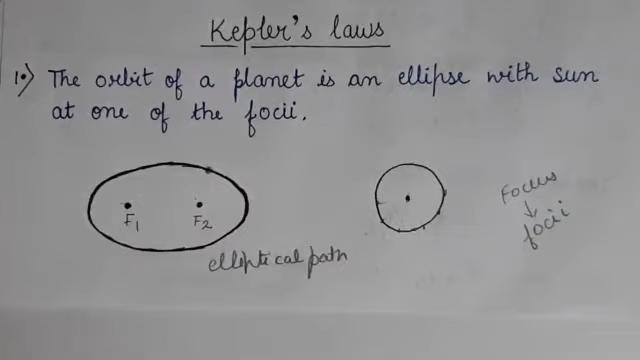 Kepler's laws
1.) The orbit of a planet is an ellipse with sun
at one of the focii.
F1 F2
elliptical path
Focus
↓
focii